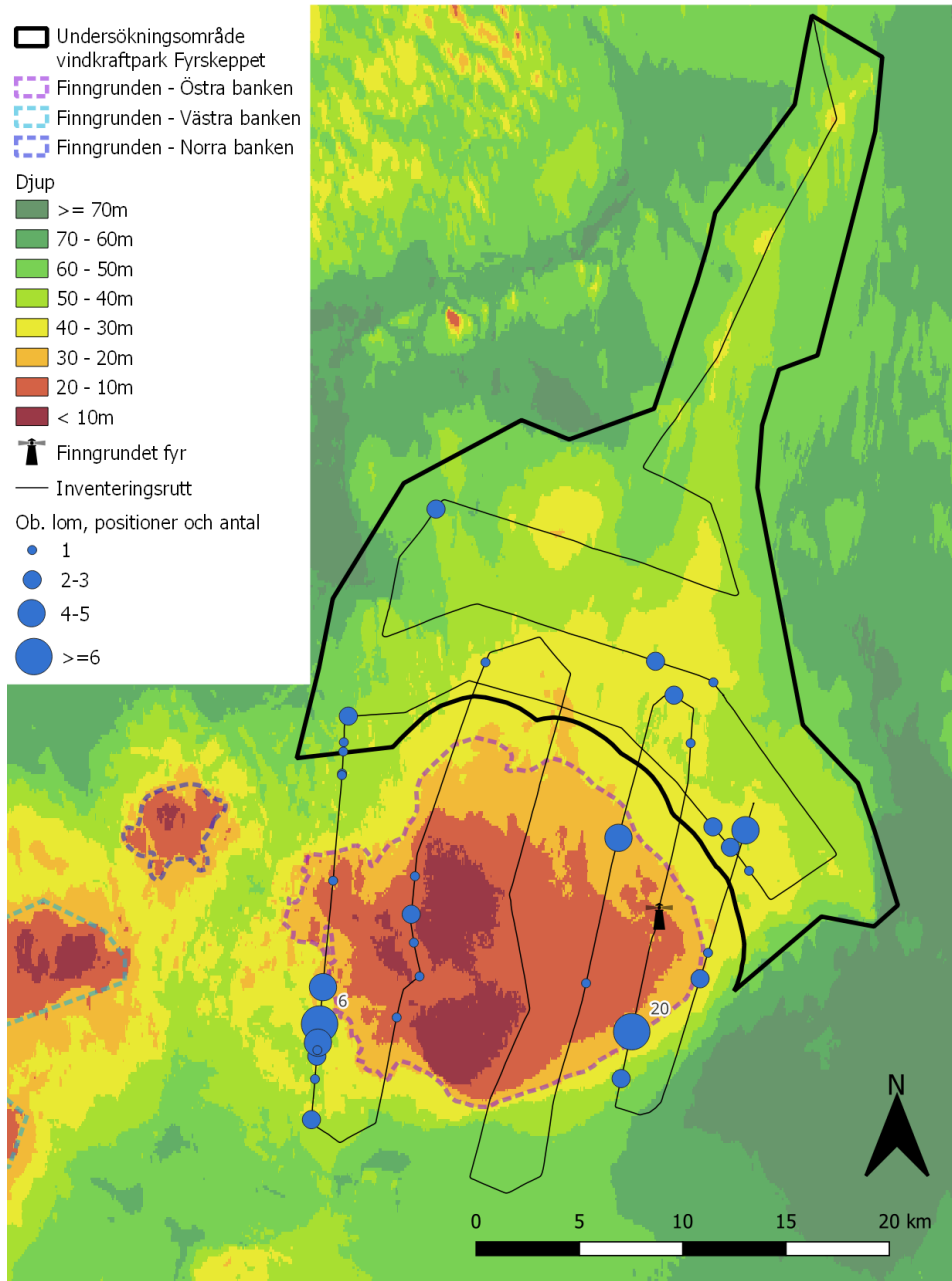 Undersökningsområde
vindkraftpark Fyrskeppet
Finngrunden - Östra banken
Finngrunden - Västra banken
Finngrunden - Norra banken
Djup
>= 70m
70 - 60m
60 - 50m
50 - 40m
40 - 30m
30 - 20m
20 - 10m
< 10m
Finngrundet fyr
Inventeringsrutt
Ob. lom, positioner och antal
1
2-3
4-5
>=6
6
20
N
0 5 10 15 20 km